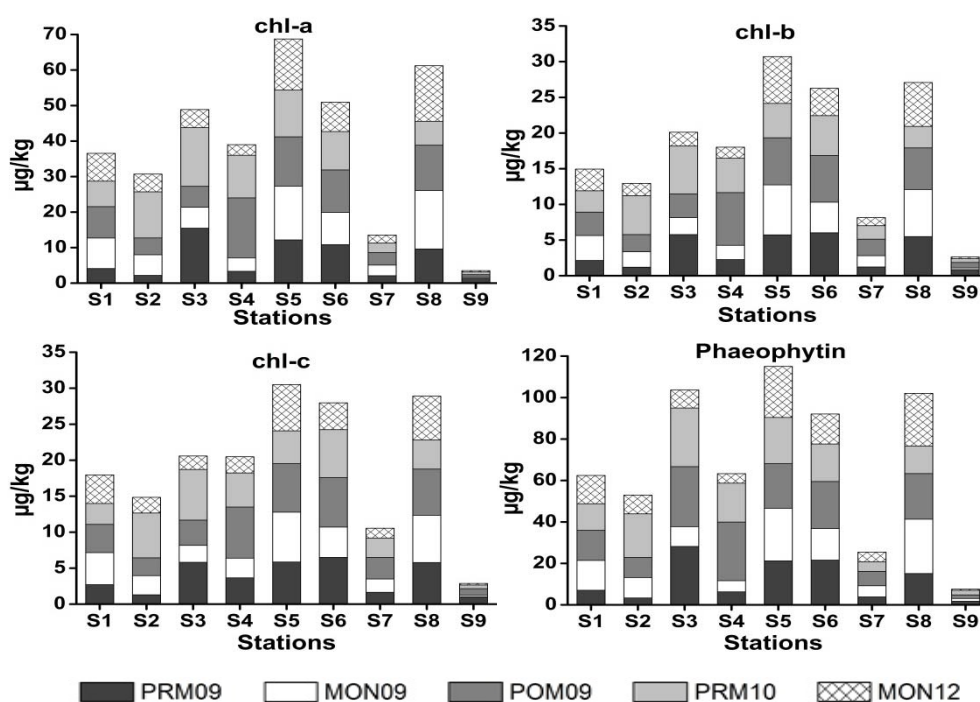 chl-a
70
60
50
40
30
20
10
0
µg/kg
S1 S2 S3 S4 S5 S6 S7 S8 S9
Stations
chl-b
35
30
25
20
15
10
5
0
µg/kg
S1 S2 S3 S4 S5 S6 S7 S8 S9
Stations
chl-c
35
30
25
20
15
10
5
0
µg/kg
S1 S2 S3 S4 S5 S6 S7 S8 S9
Stations
Phaeophytin
120
100
80
60
40
20
0
µg/kg
S1 S2 S3 S4 S5 S6 S7 S8 S9
Stations
PRM09 MON09 POM09 PRM10 MON12